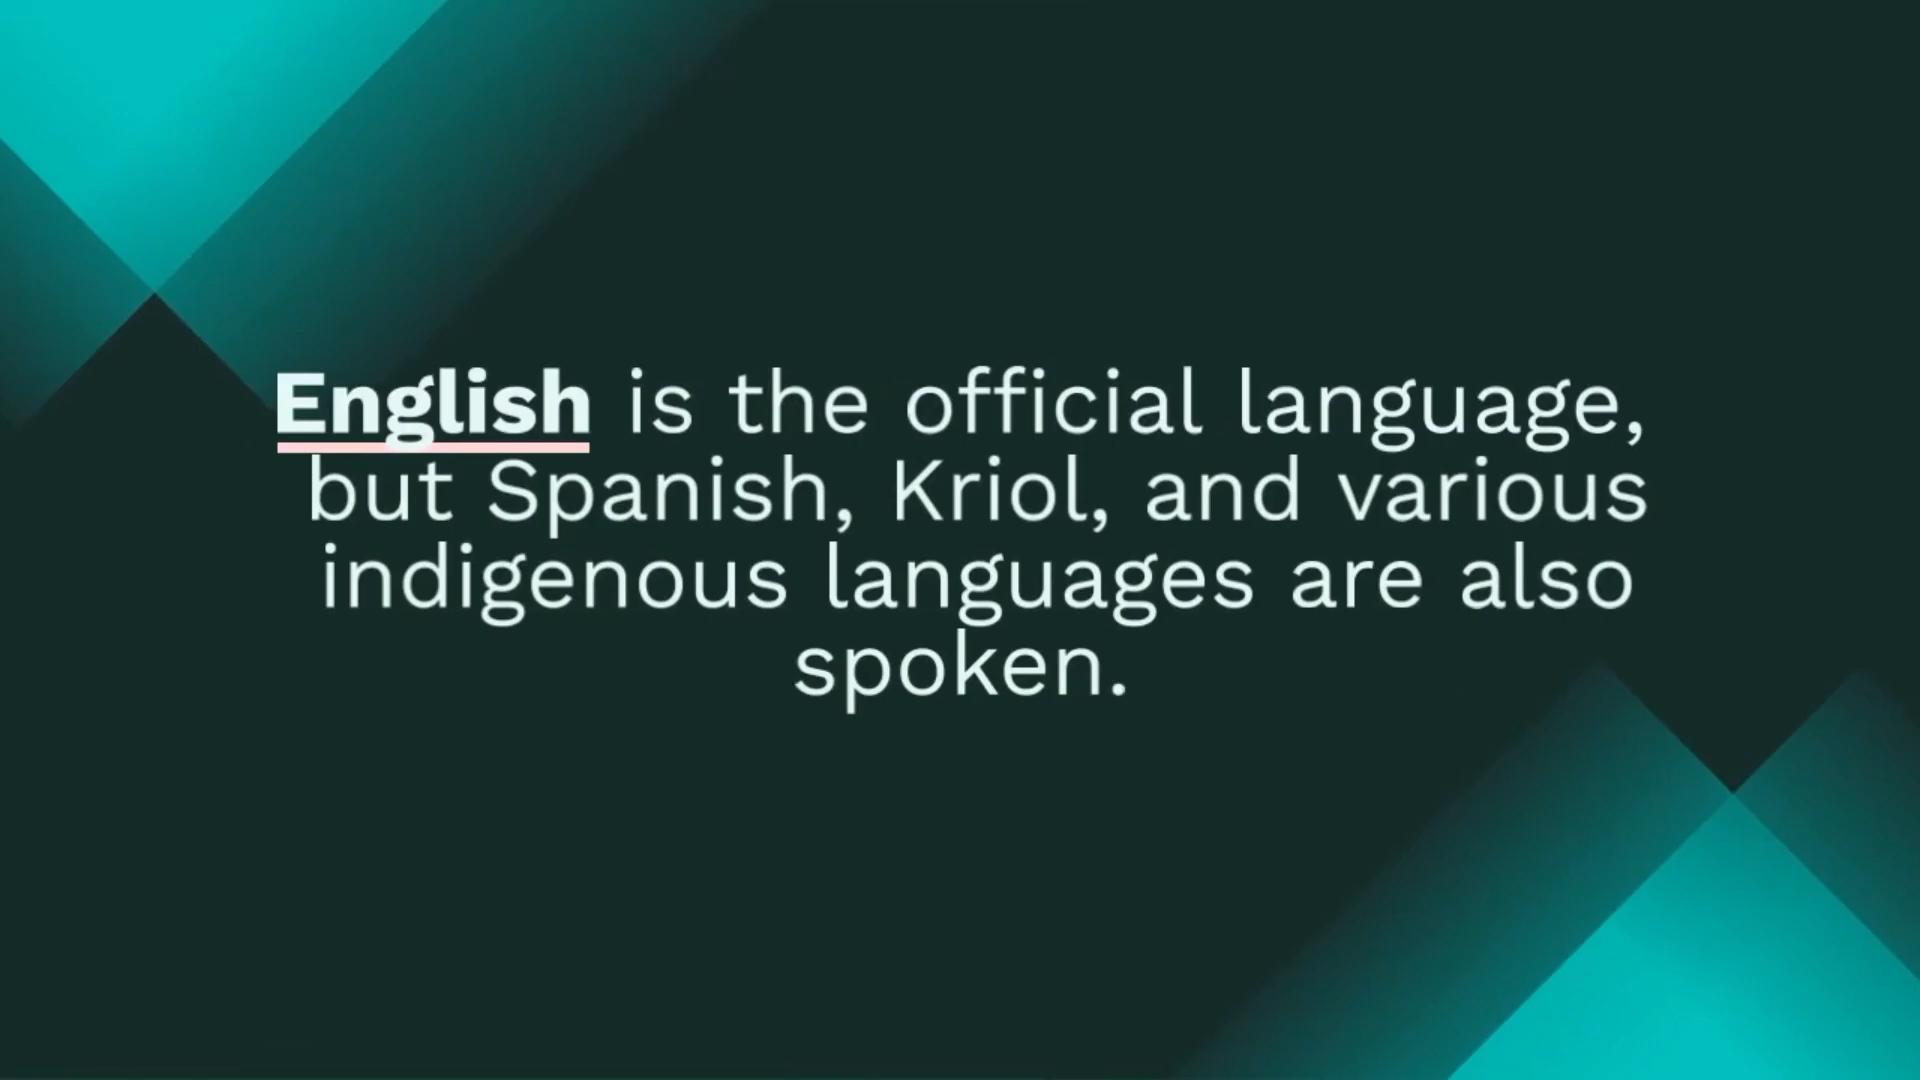 English is the official language,
but Spanish, Kriol, and various
indigenous languages are also
spoken.